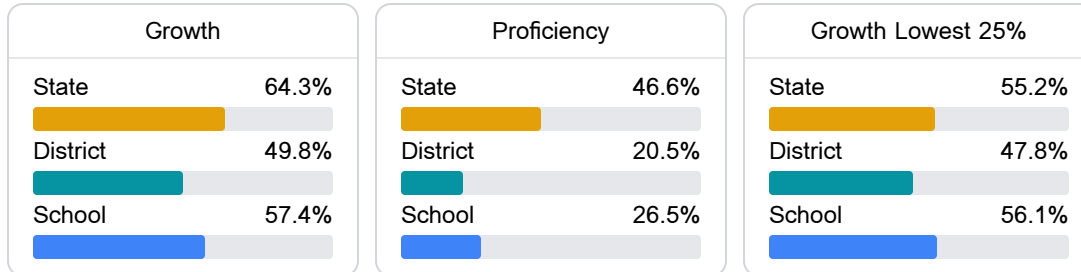 Growth
State 64.3%
District 49.8%
School 57.4%
Proficiency
State 46.6%
District 20.5%
School 26.5%
Growth Lowest 25%
State 55.2%
District 47.8%
School 56.1%